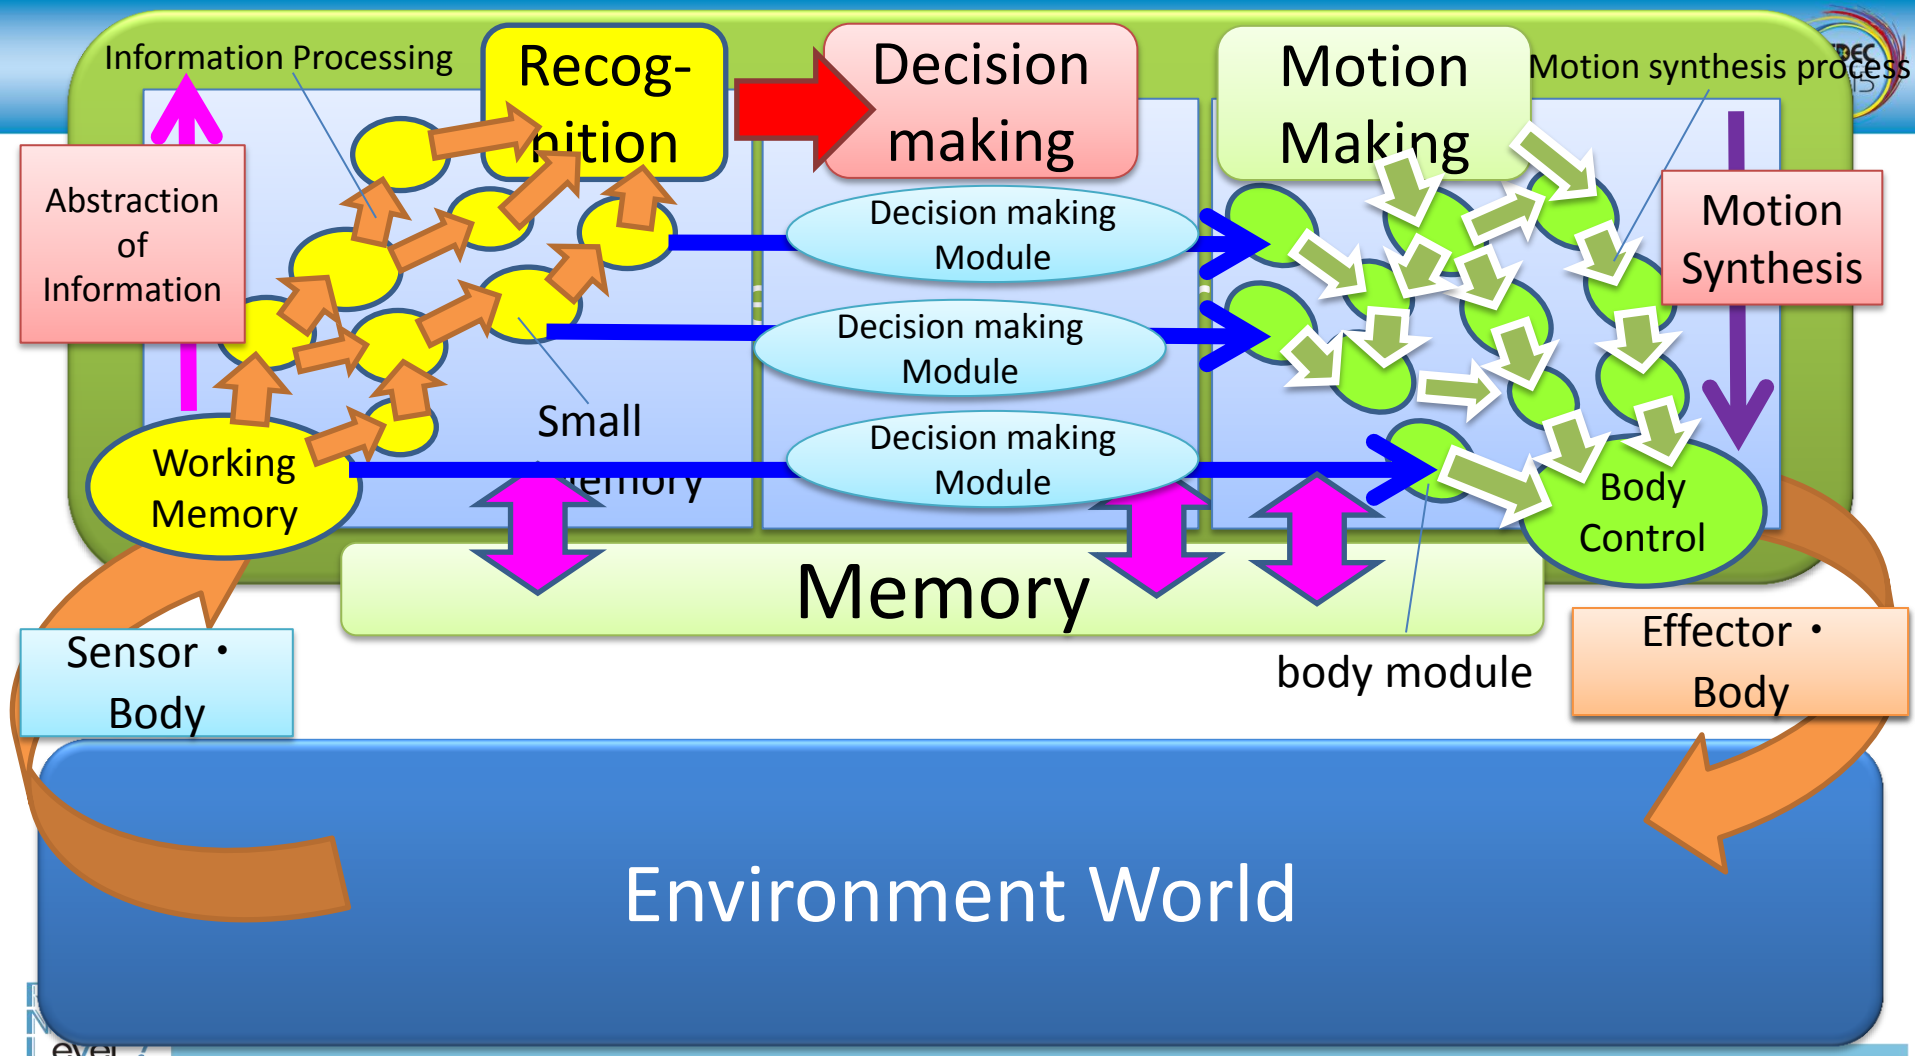 Information Processing
Recog-
nition
Decision
making
Motion
Making
Motion synthesis process
Abstraction
of
Information
Motion
Synthesis
Decision making
Module
Decision making
Module
Decision making
Module
Small
memory
Working
Memory
Body
Control
Memory
Sensor・
Body
body module
Effector・
Body
Environment World